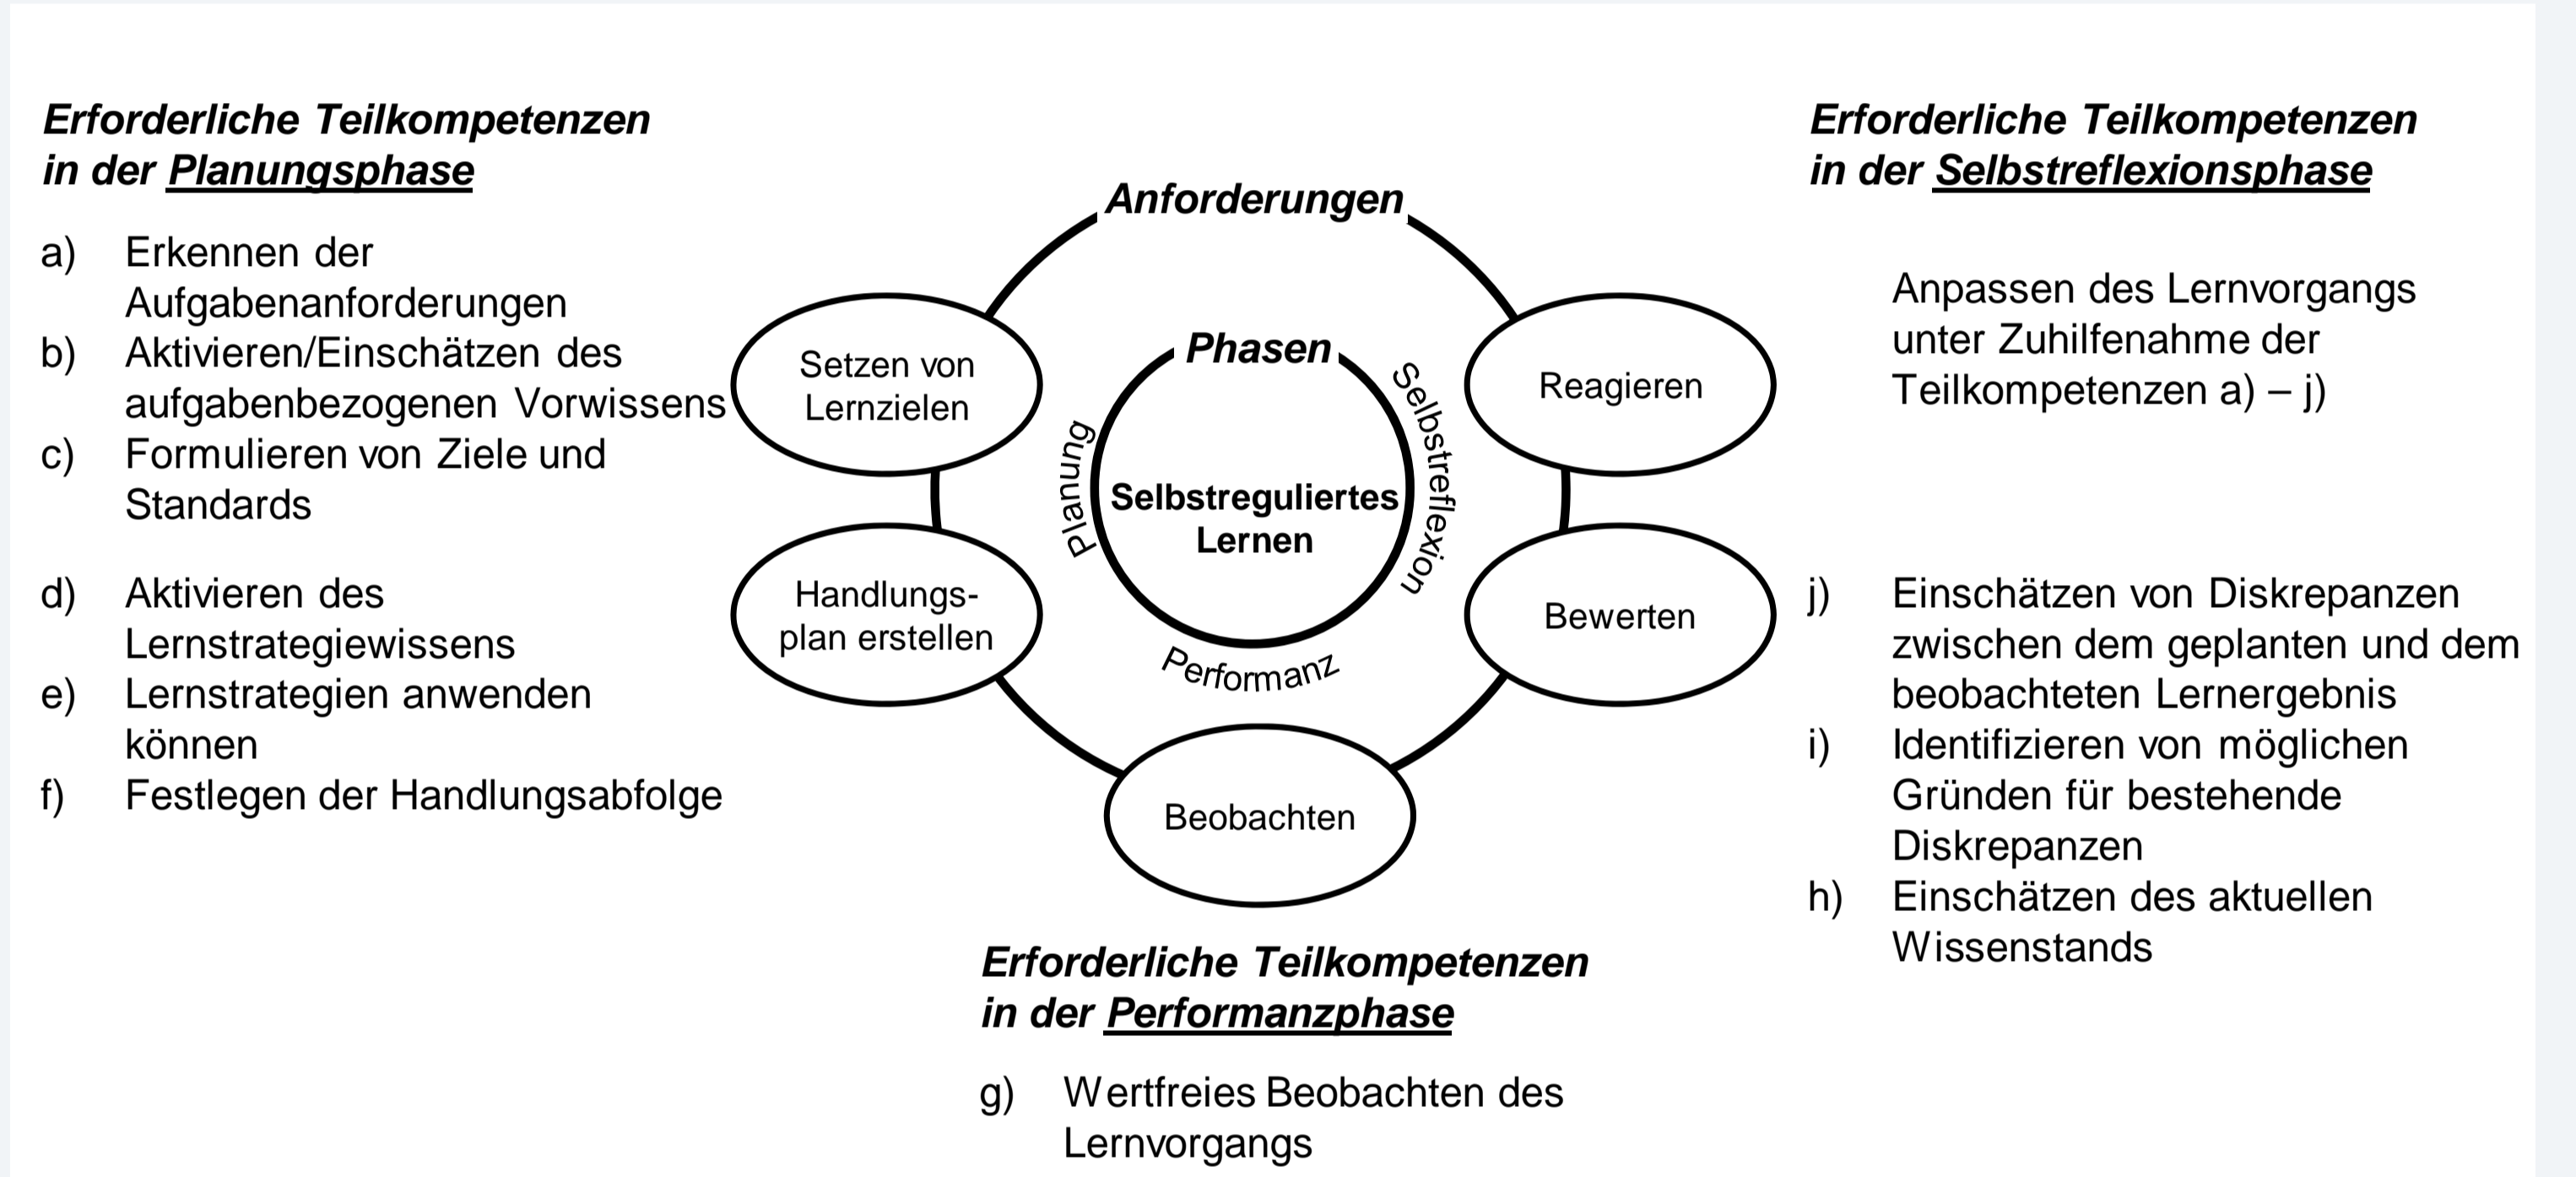 Erforderliche Teilkompetenzen
in der Planungsphase
a) Erkennen der
Aufgabenanforderungen
b) Aktivieren/Einschätzen des
aufgabenbezogenen Vorwissens
c) Formulieren von Ziele und
Standards
d) Aktivieren des
Lernstrategiewissens
e) Lernstrategien anwenden
können
f) Festlegen der Handlungsabfolge
Anforderungen
Setzen von
Lernzielen
Handlungs-
plan erstellen
Beobachten
Bewerten
Reagieren
Phasen
Planung
Performanz
Selbstreflexion
Selbstreguliertes
Lernen
Erforderliche Teilkompetenzen
in der Performanzphase
g) Wertfreies Beobachten des
Lernvorgangs
Erforderliche Teilkompetenzen
in der Selbstreflexionsphase
Anpassen des Lernvorgangs
unter Zuhilfenahme der
Teilkompetenzen a) – j)
j) Einschätzen von Diskrepanzen
zwischen dem geplanten und dem
beobachteten Lernergebnis
i) Identifizieren von möglichen
Gründen für bestehende
Diskrepanzen
h) Einschätzen des aktuellen
Wissenstands